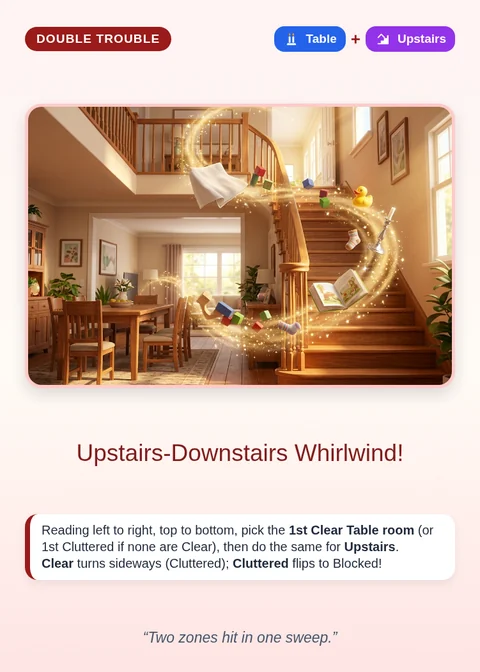 DOUBLE TROUBLE
Table + Upstairs
Upstairs-Downstairs Whirlwind!
Reading left to right, top to bottom, pick the 1st Clear Table room (or
1st Cluttered if none are Clear), then do the same for Upstairs.
Clear turns sideways (Cluttered); Cluttered flips to Blocked!
“Two zones hit in one sweep.”